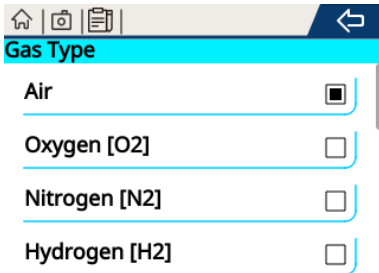 Gas Type
Air
Oxygen [O2]
Nitrogen [N2]
Hydrogen [H2]